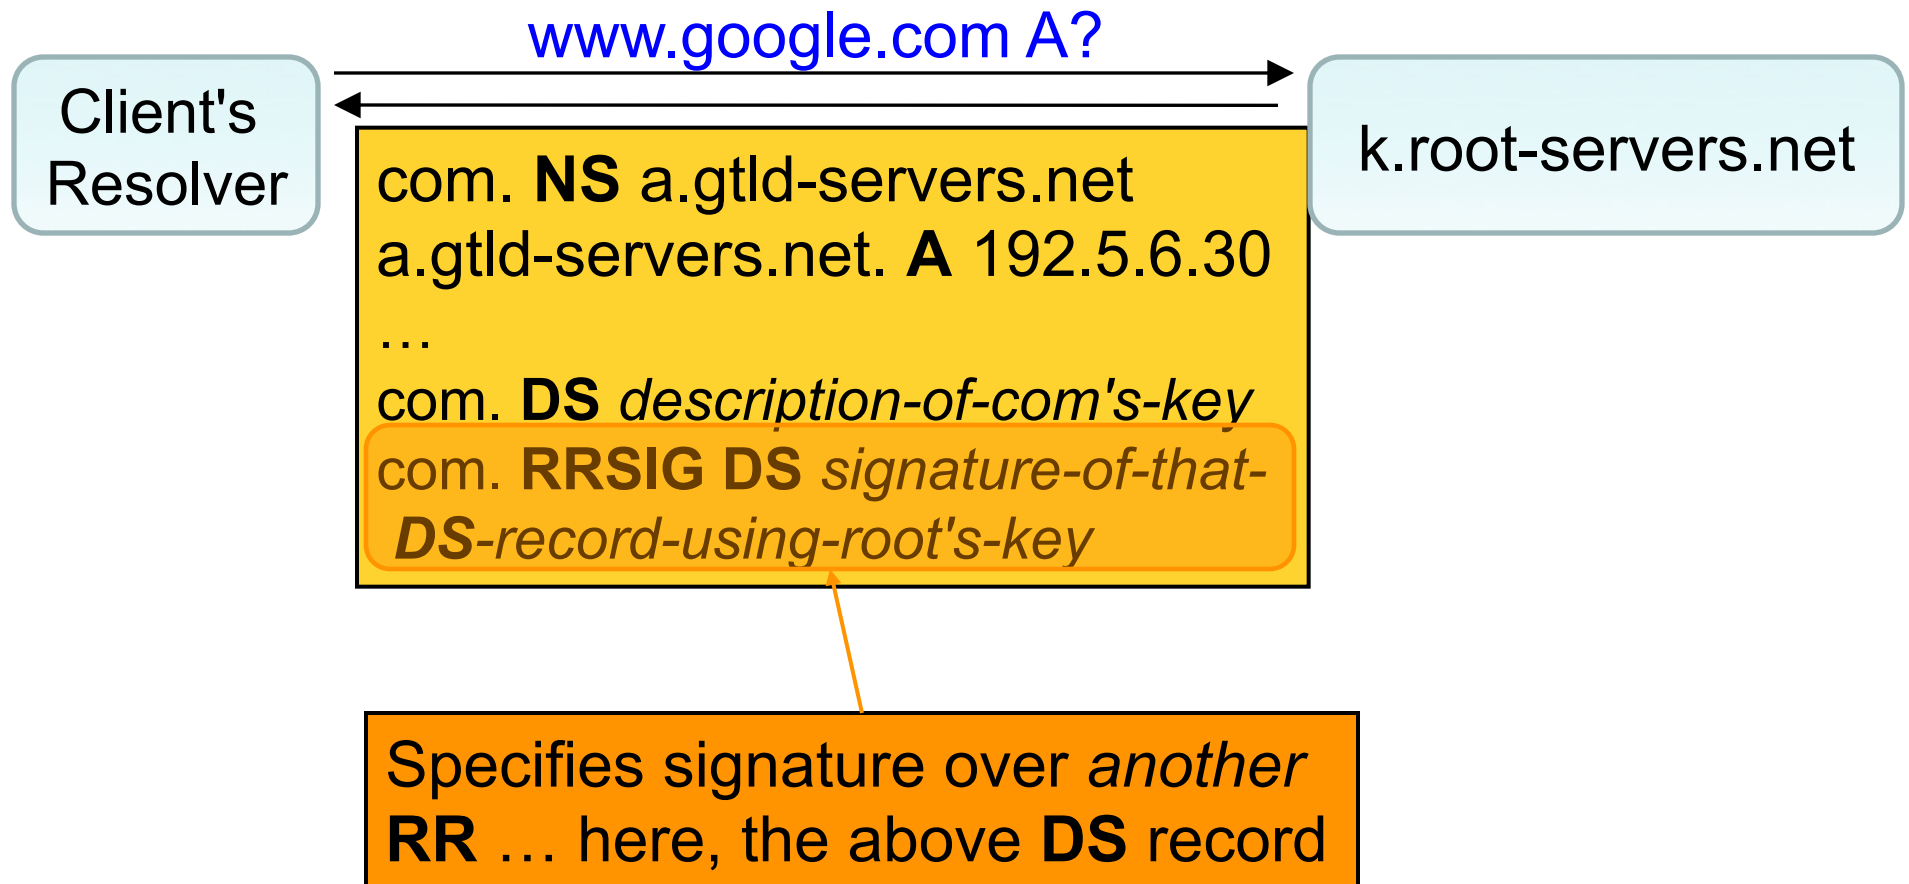 www.google.com A?
Client's
Resolver
k.root-servers.net
com. NS a.gtld-servers.net
a.gtld-servers.net. A 192.5.6.30
…
com. DS description-of-com's-key
com. RRSIG DS signature-of-that-
DS-record-using-root's-key
Specifies signature over another
RR … here, the above DS record